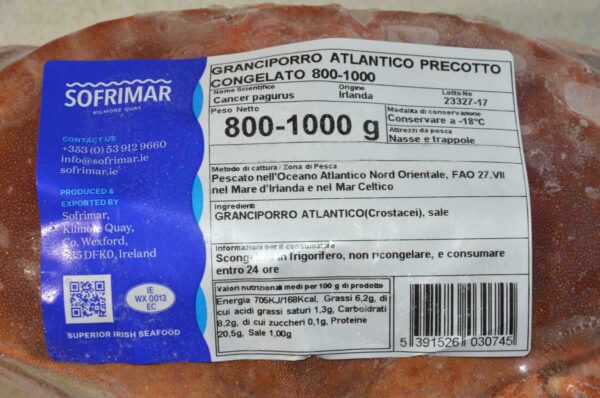 SOFRIMAR
KILMORE QUAY
CONTACT US
+353 (0) 53 912 9660
info@sofrimar.ie
sofrimar.ie
PRODUCED &
EXPORTED BY
Sofrimar,
Kilmore Quay,
Co. Wexford,
DFK0, Ireland
IE
WX 0013
EC
SUPERIOR IRISH SEAFOOD
GRANCIPORRO ATLANTICO PRECOTTO
CONGELATO 800-1000
Nome Scientifico
Cancer pagurus
Origine
Irlanda
Lotto No
23327-17
Peso Netto
800-1000 g
Modalità di conservazione
Conservare a -18°C
Attrezzi da pesca
Nasse e trappole
Metodo di cattura / Zona di Pesca
Pescato nell'Oceano Atlantico Nord Orientale, FAO 27.VII
nel Mare d'Irlanda e nel Mar Celtico
Ingredienti
GRANCIPORRO ATLANTICO(Crostacei), sale
Informazioni per il consumatore
in frigorifero, non ricongelare, e consumare
entro 24 ore
Valori nutrizionali medi per 100 g di prodotto
Energia 705KJ/168Kcal, Grassi 6,2g, di
cui acidi grassi saturi 1,3g, Carboidrati
8,2g, di cui zuccheri 0,1g, Proteine
20,5g, Sale 1,00g
5 391526 030745